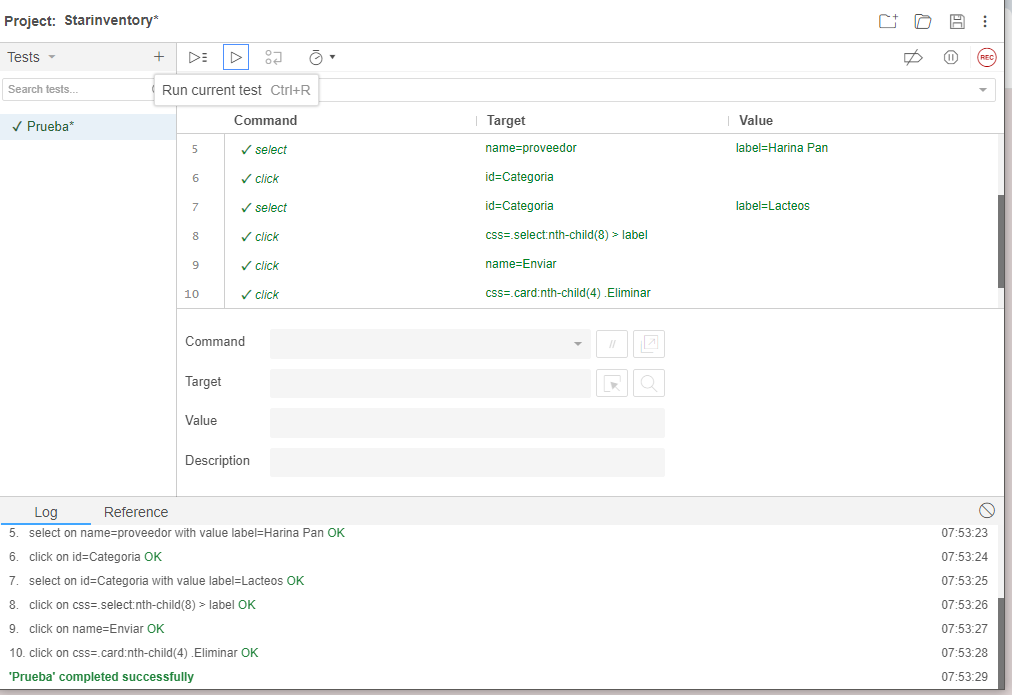 Project: Starinventory*
Tests
REC
Search tests...
Run current test Ctrl+R
✓ Prueba*
Command Target Value
5 ✓ select name=proveedor label=Harina Pan
6 ✓ click id=Categoria
7 ✓ select id=Categoria label=Lacteos
8 ✓ click css=.select:nth-child(8) > label
9 ✓ click name=Enviar
10 ✓ click css=.card:nth-child(4) .Eliminar
Command //
Target
Value
Description
Log Reference
5. select on name=proveedor with value label=Harina Pan OK 07:53:23
6. click on id=Categoria OK 07:53:24
7. select on id=Categoria with value label=Lacteos OK 07:53:25
8. click on css=.select:nth-child(8) > label OK 07:53:26
9. click on name=Enviar OK 07:53:27
10. click on css=.card:nth-child(4) .Eliminar OK 07:53:28
'Prueba' completed successfully 07:53:29